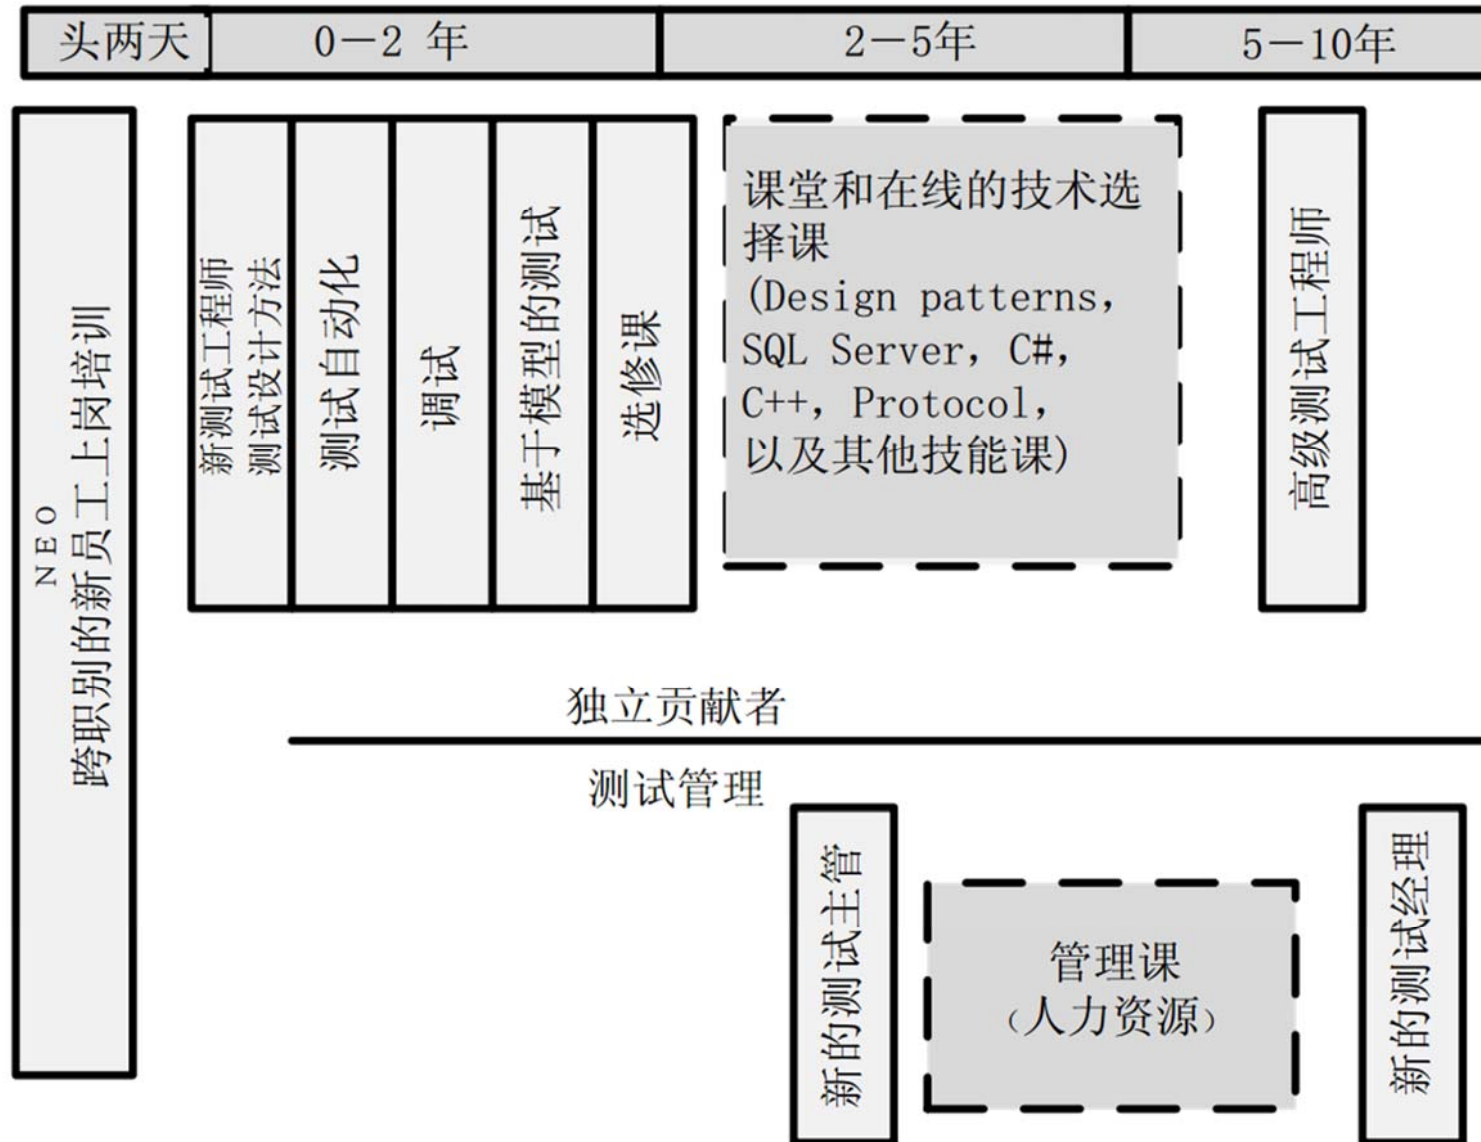 头两天
0-2 年
2-5年
5-10年
NEO
跨职别的新员工上岗培训
新测试工程师
测试设计方法
测试自动化
调试
基于模型的测试
选修课
课堂和在线的技术选
择课
(Design patterns,
SQL Server, C#,
C++, Protocol,
以及其他技能课)
高级测试工程师
独立贡献者
测试管理
新的测试主管
管理课
(人力资源)
新的测试经理